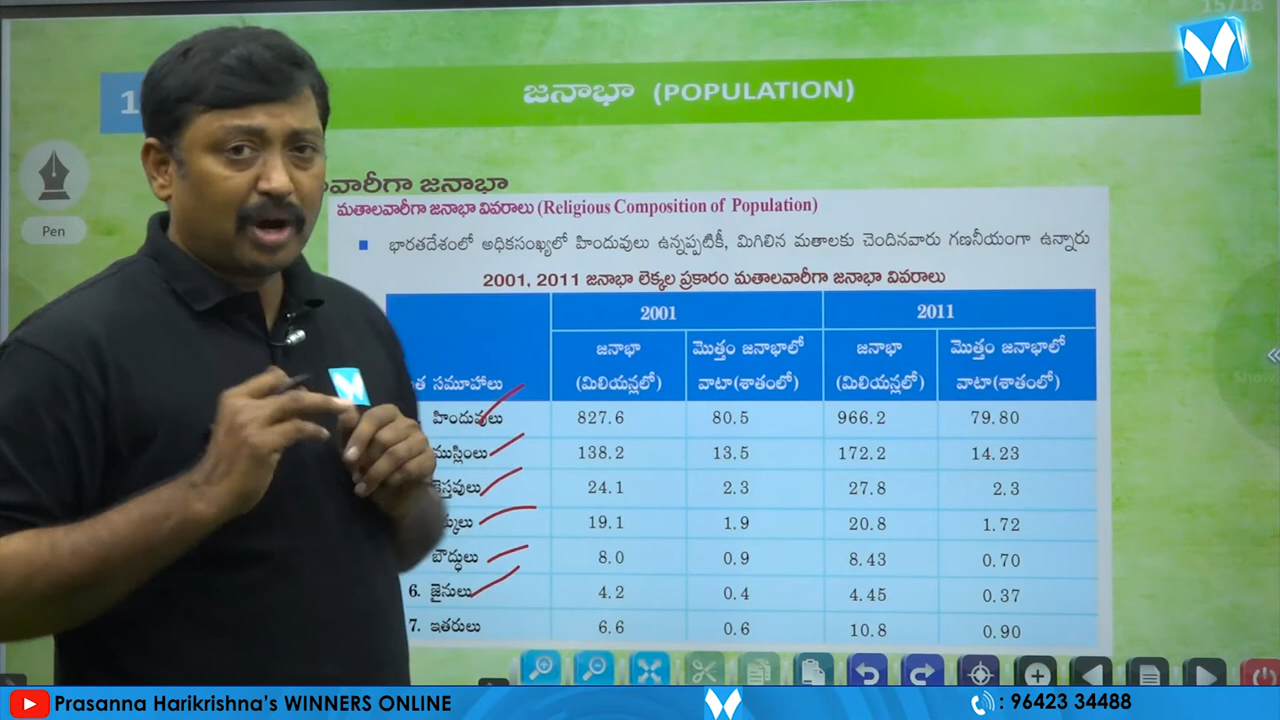 15/18
1
జనాభా (POPULATION)
Pen
వారీగా జనాభా
మతాలవారీగా జనాభా వివరాలు (Religious Composition of Population)
భారతదేశంలో అధికసంఖ్యలో హిందువులు ఉన్నప్పటికీ, మిగిలిన మతాలకు చెందినవారు గణనీయంగా ఉన్నారు
2001, 2011 జనాభా లెక్కల ప్రకారం మతాలవారీగా జనాభా వివరాలు
2001 2011
జనాభా మొత్తం జనాభాలో జనాభా మొత్తం జనాభాలో
త సమూహాలు (మిలియన్లలో) వాటా(శాతంలో) (మిలియన్లలో) వాటా(శాతంలో)
హిందువులు 827.6 80.5 966.2 79.80
ముస్లింలు 138.2 13.5 172.2 14.23
24.1 2.3 27.8 2.3
19.1 1.9 20.8 1.72
బౌద్ధులు 8.0 0.9 8.43 0.70
6. జైనులు 4.2 0.4 4.45 0.37
7. ఇతరులు 6.6 0.6 10.8 0.90
Prasanna Harikrishna's WINNERS ONLINE : 96423 34488